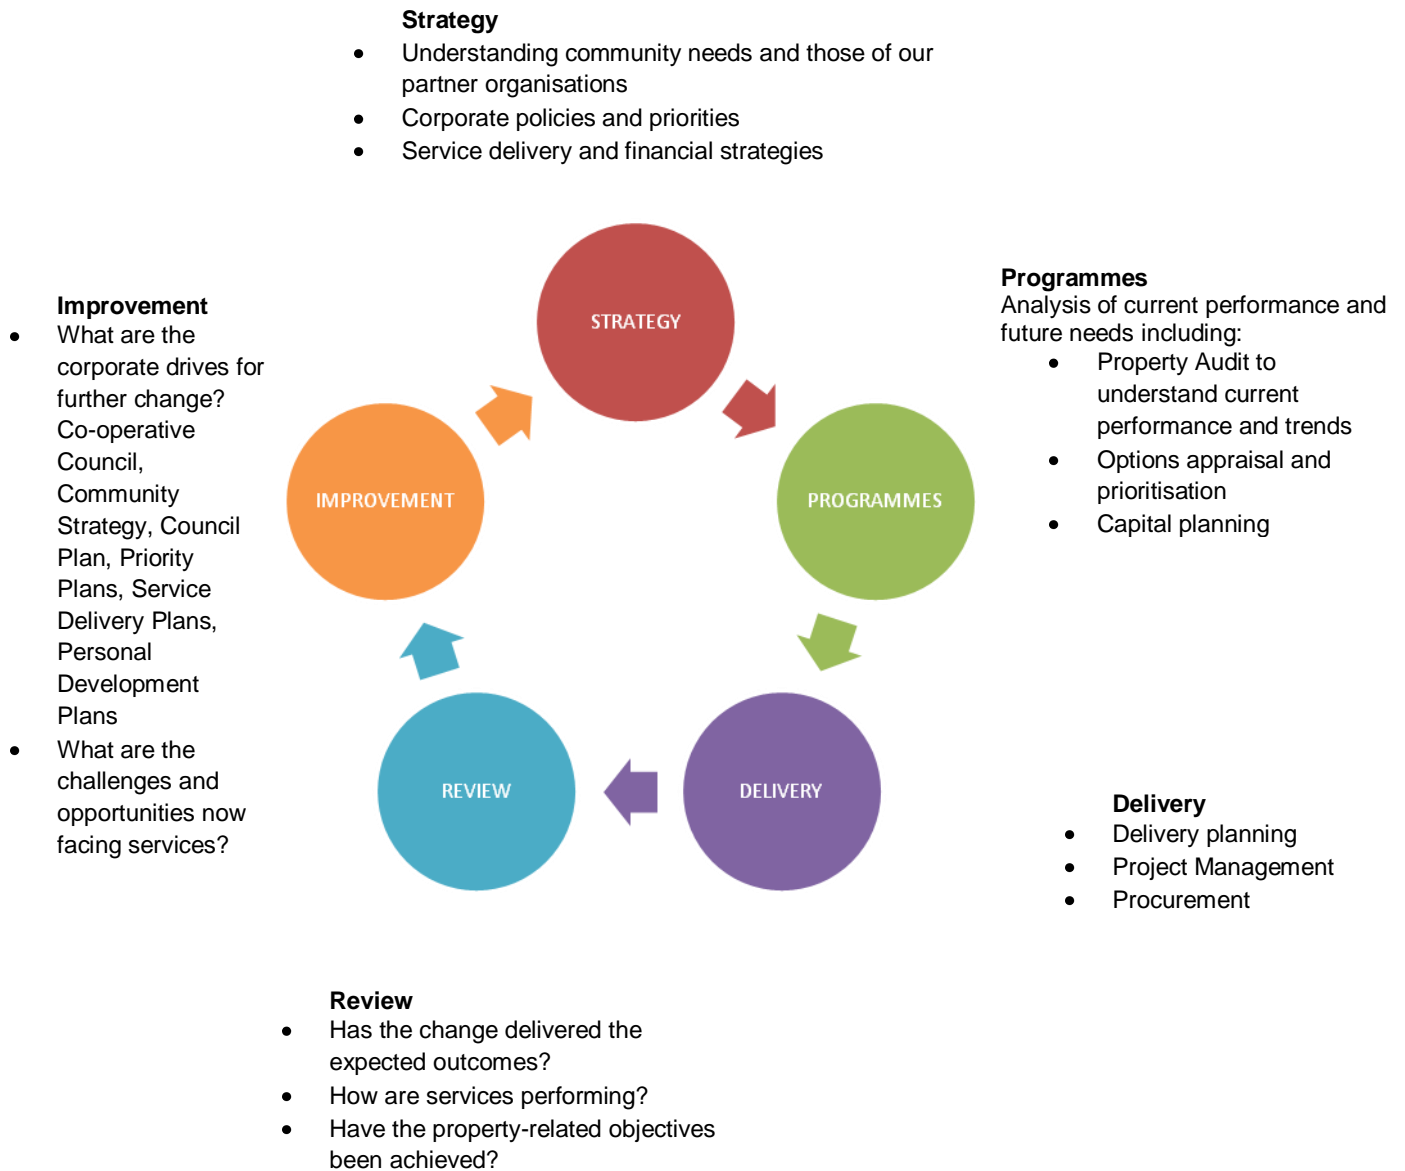 Strategy
• Understanding community needs and those of our
partner organisations
• Corporate policies and priorities
• Service delivery and financial strategies
STRATEGY
Programmes
Analysis of current performance and
future needs including:
• Property Audit to
understand current
performance and trends
• Options appraisal and
prioritisation
• Capital planning
PROGRAMMES
Improvement
• What are the
corporate drives for
further change?
Co-operative
Council,
Community
Strategy, Council
Plan, Priority
Plans, Service
Delivery Plans,
Personal
Development
Plans
• What are the
challenges and
opportunities now
facing services?
IMPROVEMENT
REVIEW
DELIVERY
Delivery
• Delivery planning
• Project Management
• Procurement
Review
• Has the change delivered the
expected outcomes?
• How are services performing?
• Have the property-related objectives
been achieved?